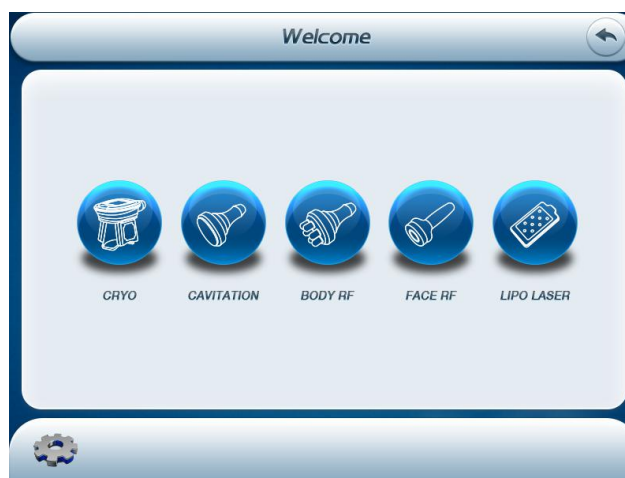 Welcome
CRYO
CAVITATION
BODY RF
FACE RF
LIPO LASER